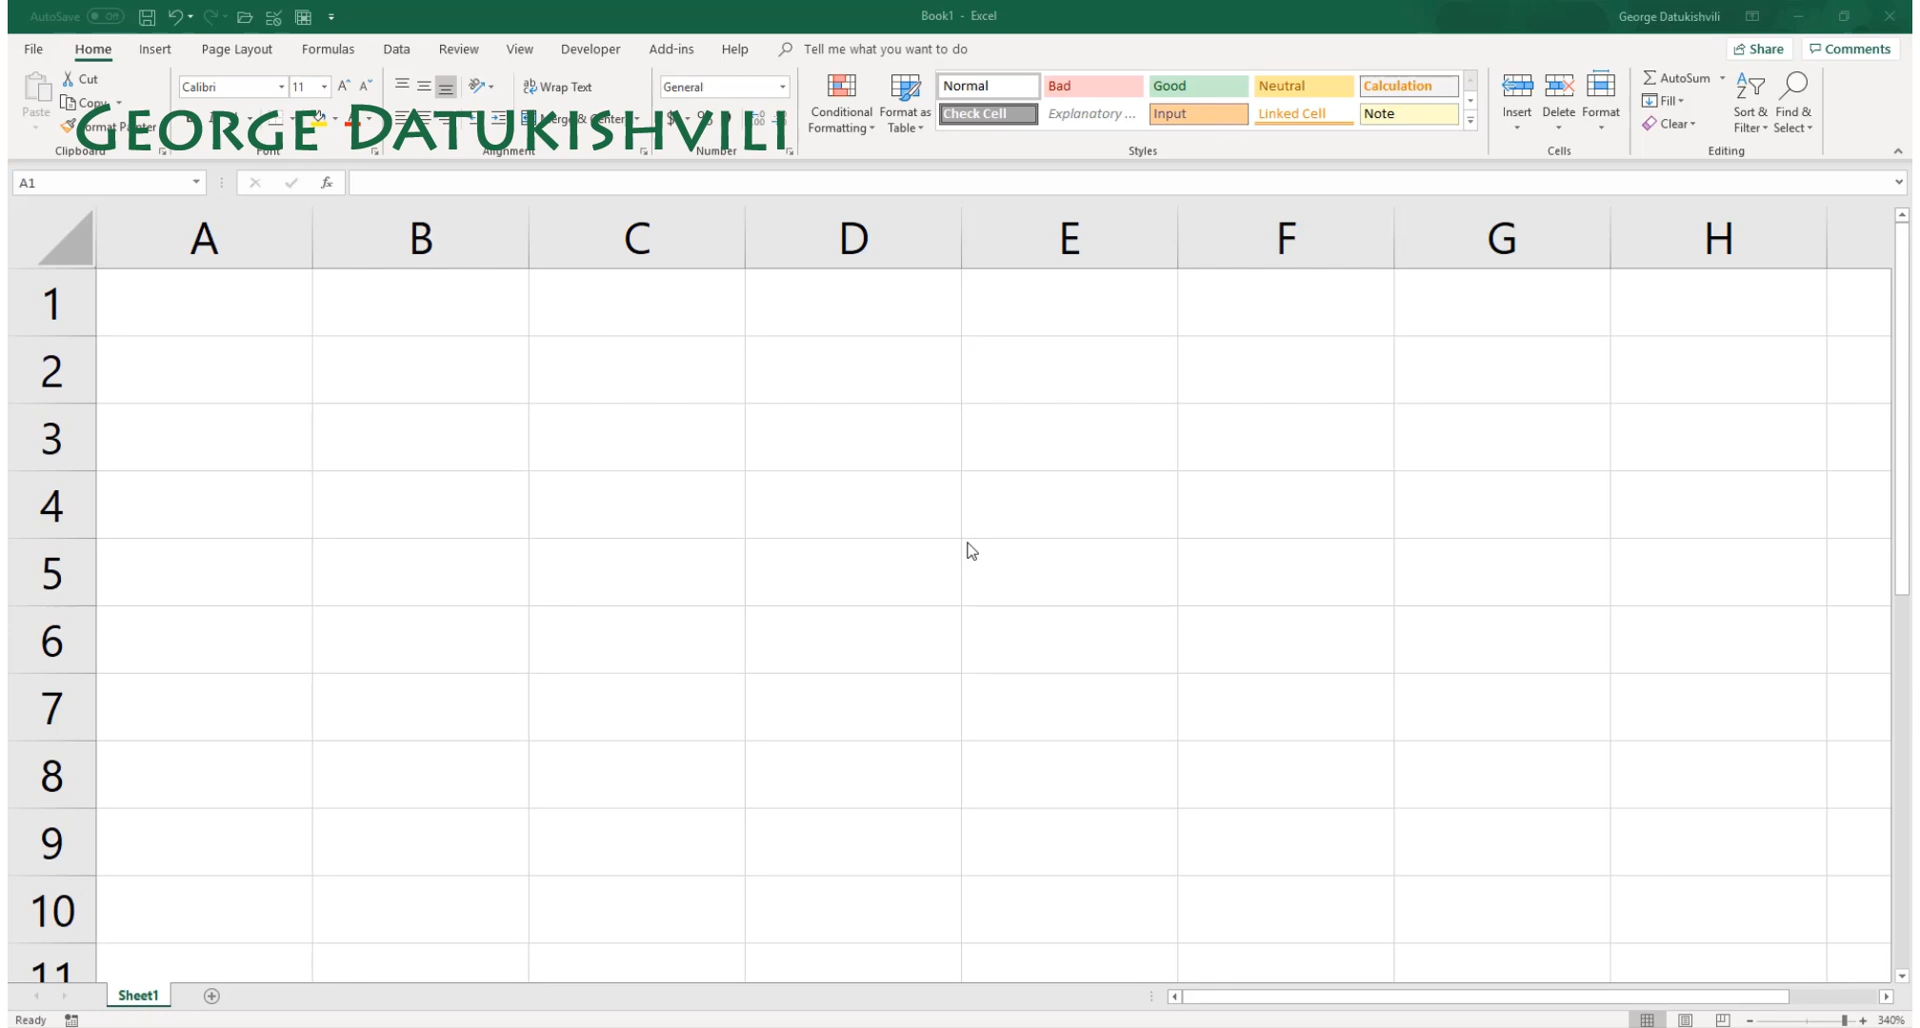 AutoSave Off
Book1 - Excel
George Datukishvili
File Home Insert Page Layout Formulas Data Review View Developer Add-ins Help Tell me what you want to do
Share Comments
Paste
Cut
Copy
Format Painter
Clipboard
Calibri 11
Font
Wrap Text
Merge & Center
Alignment
General
Number
GEORGE DATUKISHVILI
Conditional
Formatting
Format as
Table
Normal Bad Good Neutral Calculation
Check Cell Explanatory ... Input Linked Cell Note
Styles
Insert Delete Format
Cells
AutoSum
Fill
Clear
Sort &
Filter
Find &
Select
Editing
A1
fx
A B C D E F G H
1
2
3
4
5
6
7
8
9
10
11
Sheet1
Ready
340%